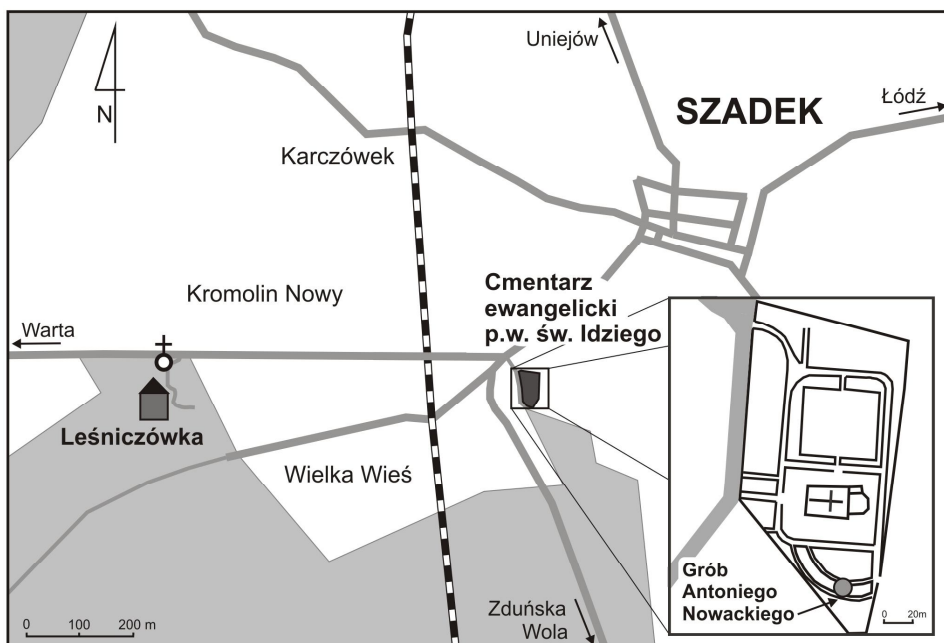 Uniejów
SZADEK
Łódź
N
Karczówek
Cmentarz
ewangelicki
p.w. św. Idziego
Kromolin Nowy
Warta
Leśniczówka
Wielka Wieś
Grób
Antoniego
Nowackiego
Zduńska
Wola
0 100 200 m
0 20m